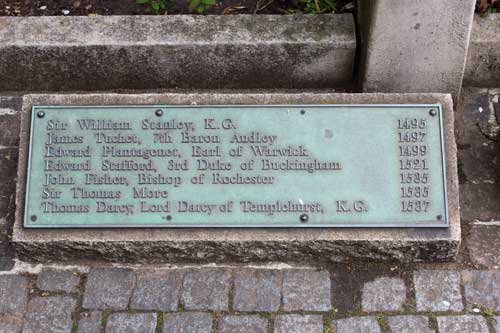 Sir William Stanley, K.G. 1495
James Tuchet, 7th Baron Audley 1497
Edward Plantagenet, Earl of Warwick 1499
Edward Stafford, 3rd Duke of Buckingham 1521
John Fisher, Bishop of Rochester 1535
Sir Thomas More 1535
Thomas Darcy, Lord Darcy of Templehurst, K.G. 1537